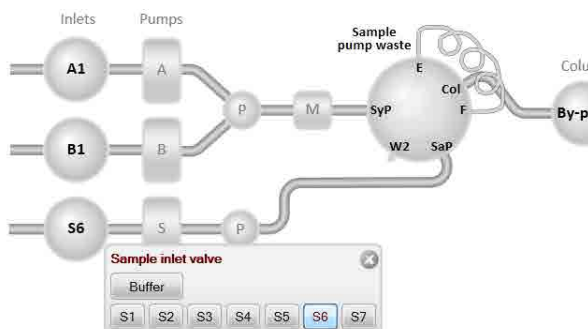 Inlets
Pumps
Sample
pump waste
Colu
A1
A
E
Col
P
M
SyP
F
By-p
B1
B
W2
SaP
S6
S
P
Sample inlet valve
Buffer
S1 S2 S3 S4 S5 S6 S7